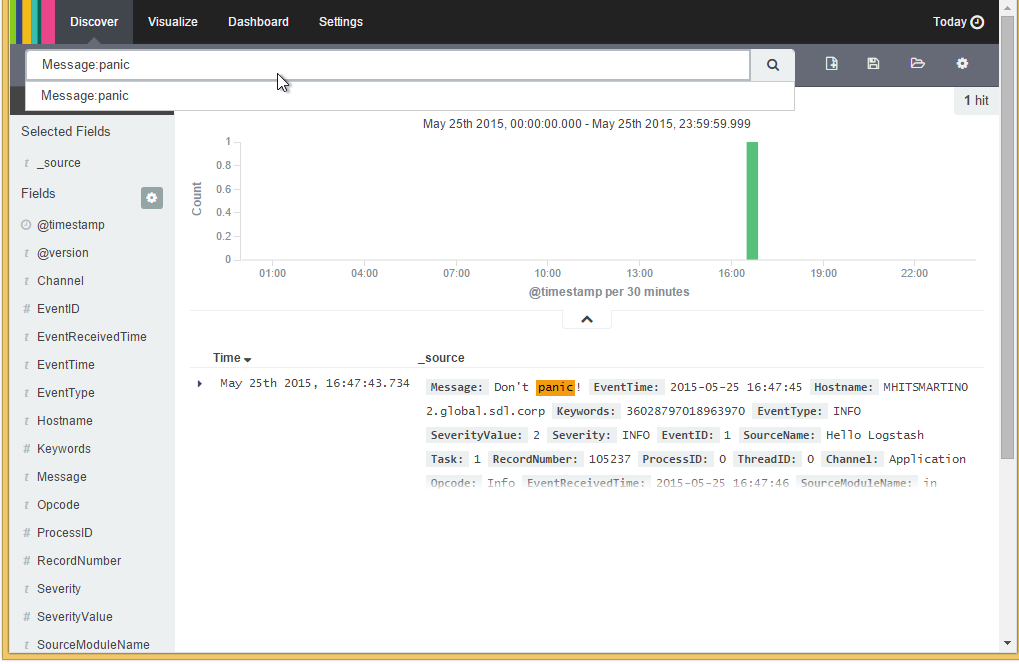 Discover Visualize Dashboard Settings Today
Message:panic
Message:panic
1 hit
Selected Fields
t _source
Fields
@timestamp
t @version
t Channel
# EventID
t EventReceivedTime
t EventTime
t EventType
t Hostname
# Keywords
t Message
t Opcode
# ProcessID
# RecordNumber
t Severity
# SeverityValue
t SourceModuleName
May 25th 2015, 00:00:00.000 - May 25th 2015, 23:59:59.999
Count
1
0.8
0.6
0.4
0.2
0
01:00 04:00 07:00 10:00 13:00 16:00 19:00 22:00
@timestamp per 30 minutes
Time _source
May 25th 2015, 16:47:43.734 Message: Don't panic! EventTime: 2015-05-25 16:47:45 Hostname: MHITSMARTINO
2.global.sdl.corp Keywords: 36028797018963970 EventType: INFO
SeverityValue: 2 Severity: INFO EventID: 1 SourceName: Hello Logstash
Task: 1 RecordNumber: 105237 ProcessID: 0 ThreadID: 0 Channel: Application
Opcode: Info EventReceivedTime: 2015-05-25 16:47:46 SourceModuleName: in